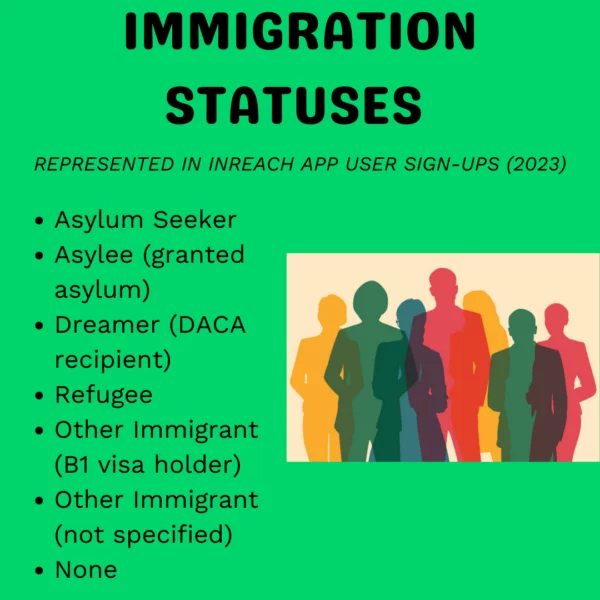 IMMIGRATION
STATUSES
REPRESENTED IN INREACH APP USER SIGN-UPS (2023)
• Asylum Seeker
• Asylee (granted
asylum)
• Dreamer (DACA
recipient)
• Refugee
• Other Immigrant
(B1 visa holder)
• Other Immigrant
(not specified)
• None